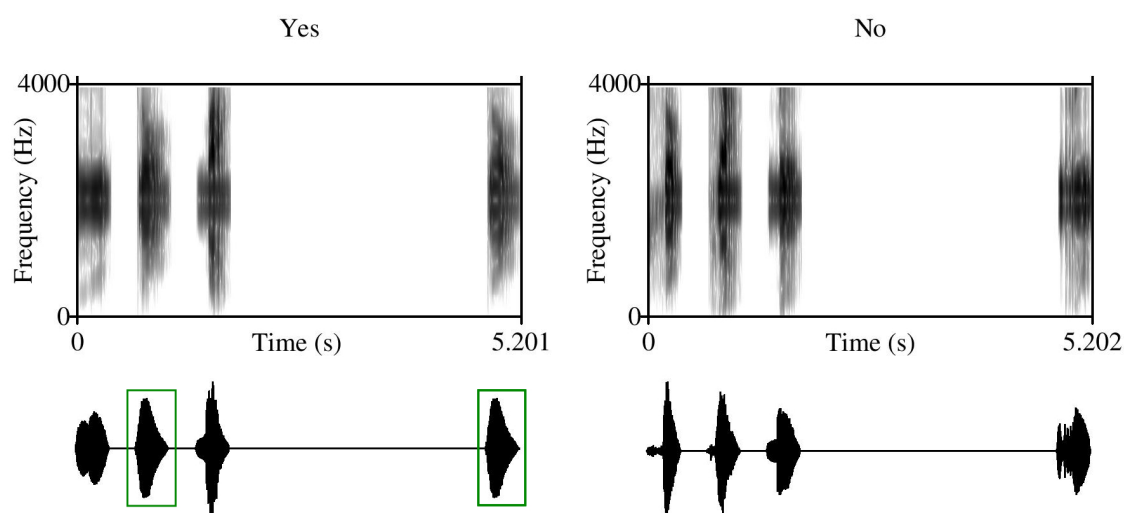 Yes
4000
Frequency (Hz)
0
0
Time (s)
5.201
No
4000
Frequency (Hz)
0
0
Time (s)
5.202